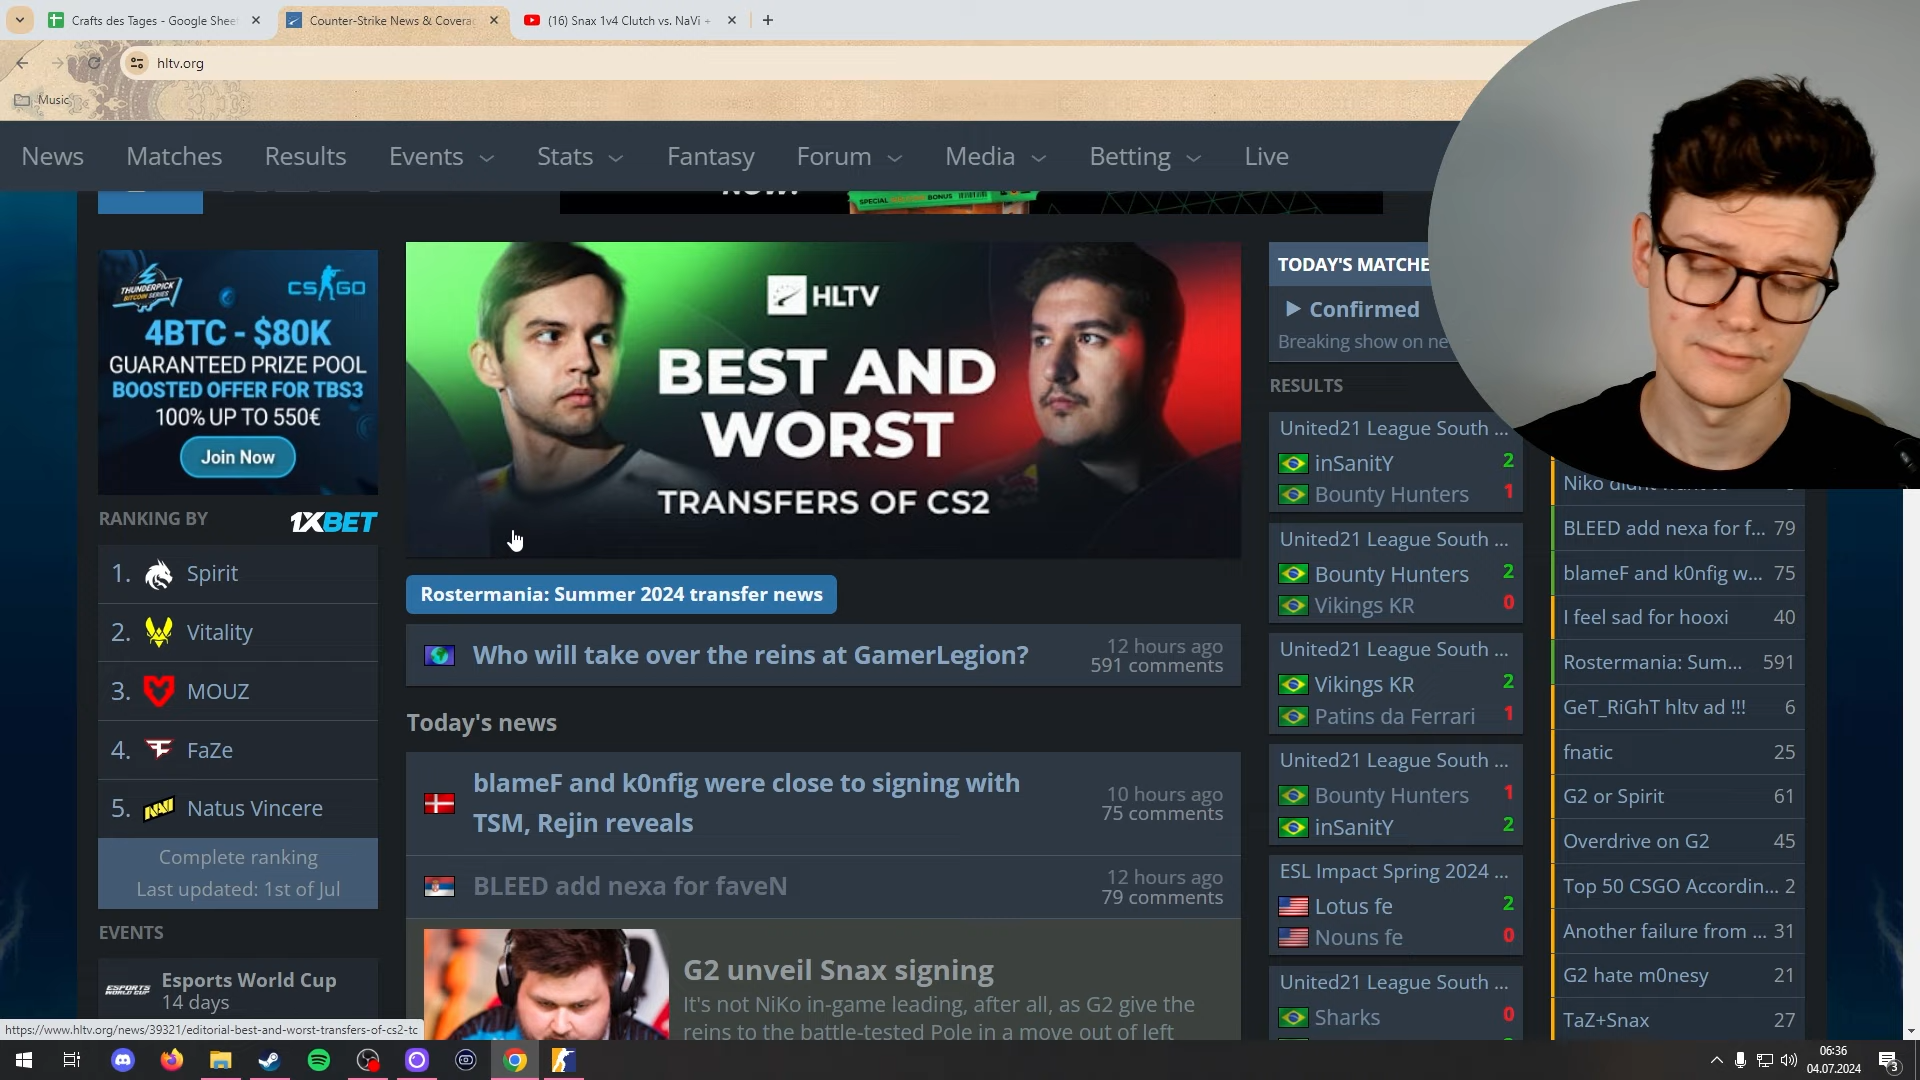 Crafts des Tages - Google Shee
Counter-Strike News & Covera
(16) Snax 1v4 Clutch vs. NaVi +
hltv.org
Music
News Matches Results Events Stats Fantasy Forum Media Betting Live
SPECIAL BONUS
THUNDERPICK
BITCOIN SERIES
CS:GO
4BTC - $80K
GUARANTEED PRIZE POOL
BOOSTED OFFER FOR TBS3
100% UP TO 550€
Join Now
RANKING BY 1XBET
1. Spirit
2. Vitality
3. MOUZ
4. FaZe
5. Natus Vincere
Complete ranking
Last updated: 1st of Jul
EVENTS
ESPORTS
WORLD CUP
Esports World Cup
14 days
HLTV
BEST AND
WORST
TRANSFERS OF CS2
Rostermania: Summer 2024 transfer news
Who will take over the reins at GamerLegion?
12 hours ago
591 comments
Today's news
blameF and k0nfig were close to signing with
TSM, Rejin reveals
10 hours ago
75 comments
BLEED add nexa for faveN
12 hours ago
79 comments
G2 unveil Snax signing
It's not NiKo in-game leading, after all, as G2 give the
reins to the battle-tested Pole in a move out of left
TODAY'S MATCHE
Confirmed
Breaking show on ne
RESULTS
United21 League South ...
inSanitY 2
Bounty Hunters 1
United21 League South ...
Bounty Hunters 2
Vikings KR 0
United21 League South ...
Vikings KR 2
Patins da Ferrari 1
United21 League South ...
Bounty Hunters 1
inSanitY 2
ESL Impact Spring 2024 ...
Lotus fe 2
Nouns fe 0
United21 League South ...
Sharks 0
BLEED add nexa for f... 79
blameF and k0nfig w... 75
I feel sad for hooxi 40
Rostermania: Sum... 591
GeT_RiGhT hltv ad !!! 6
fnatic 25
G2 or Spirit 61
Overdrive on G2 45
Top 50 CSGO Accordin... 2
Another failure from ... 31
G2 hate m0nesy 21
TaZ+Snax 27
https://www.hltv.org/news/39321/editorial-best-and-worst-transfers-of-cs2-tc
06:36
04.07.2024
3